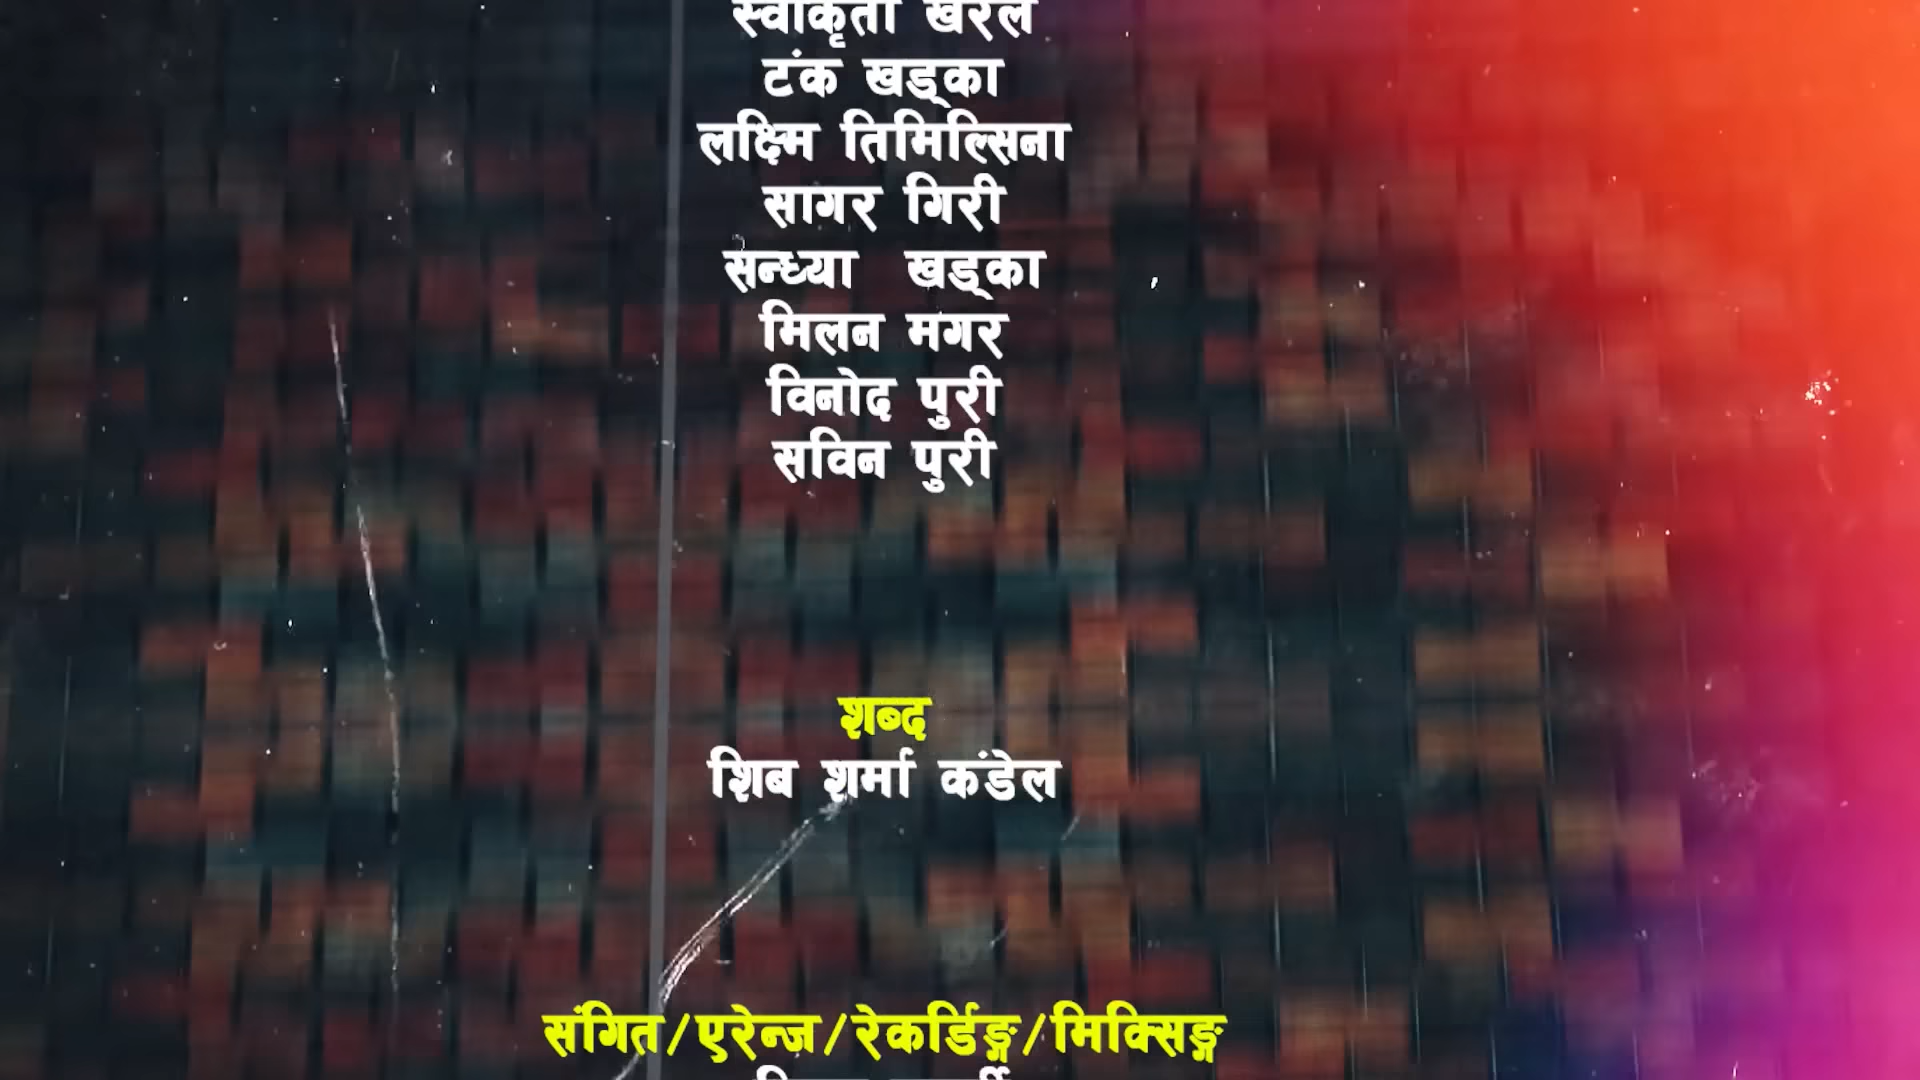 स्वीकृती खरेल
टंक खड्का
लक्ष्मि तिमिल्सिना
सागर गिरी
सन्ध्या खड्का
मिलन मगर
विनोद पुरी
सविन पुरी
शब्द
शिब शर्मा कंडेल
संगित/एरेन्ज/रेकर्डिङ्ग/मिक्सिङ्ग